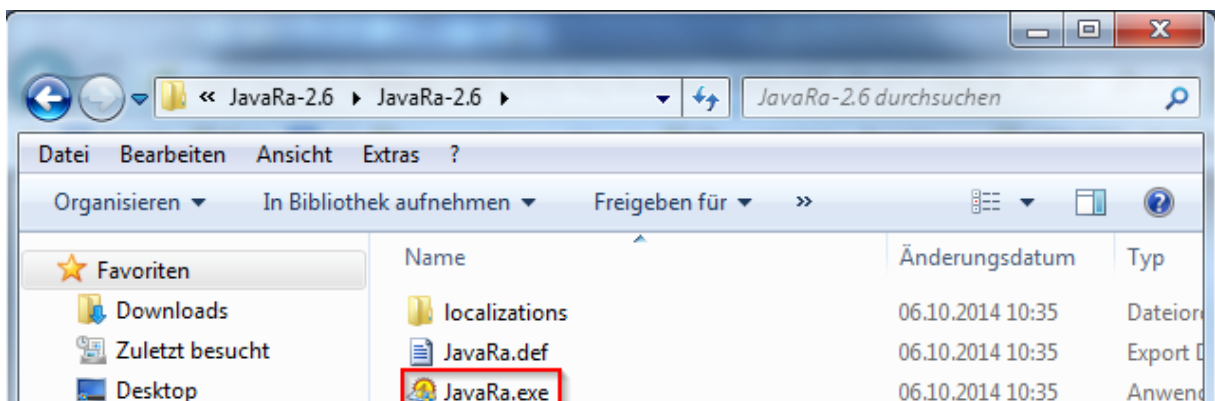 « JavaRa-2.6 ▸ JavaRa-2.6 ▸ JavaRa-2.6 durchsuchen
Datei Bearbeiten Ansicht Extras ?
Organisieren In Bibliothek aufnehmen Freigeben für »
Favoriten Name Änderungsdatum Typ
Downloads localizations 06.10.2014 10:35
Zuletzt besucht JavaRa.def 06.10.2014 10:35 Export
Desktop JavaRa.exe 06.10.2014 10:35